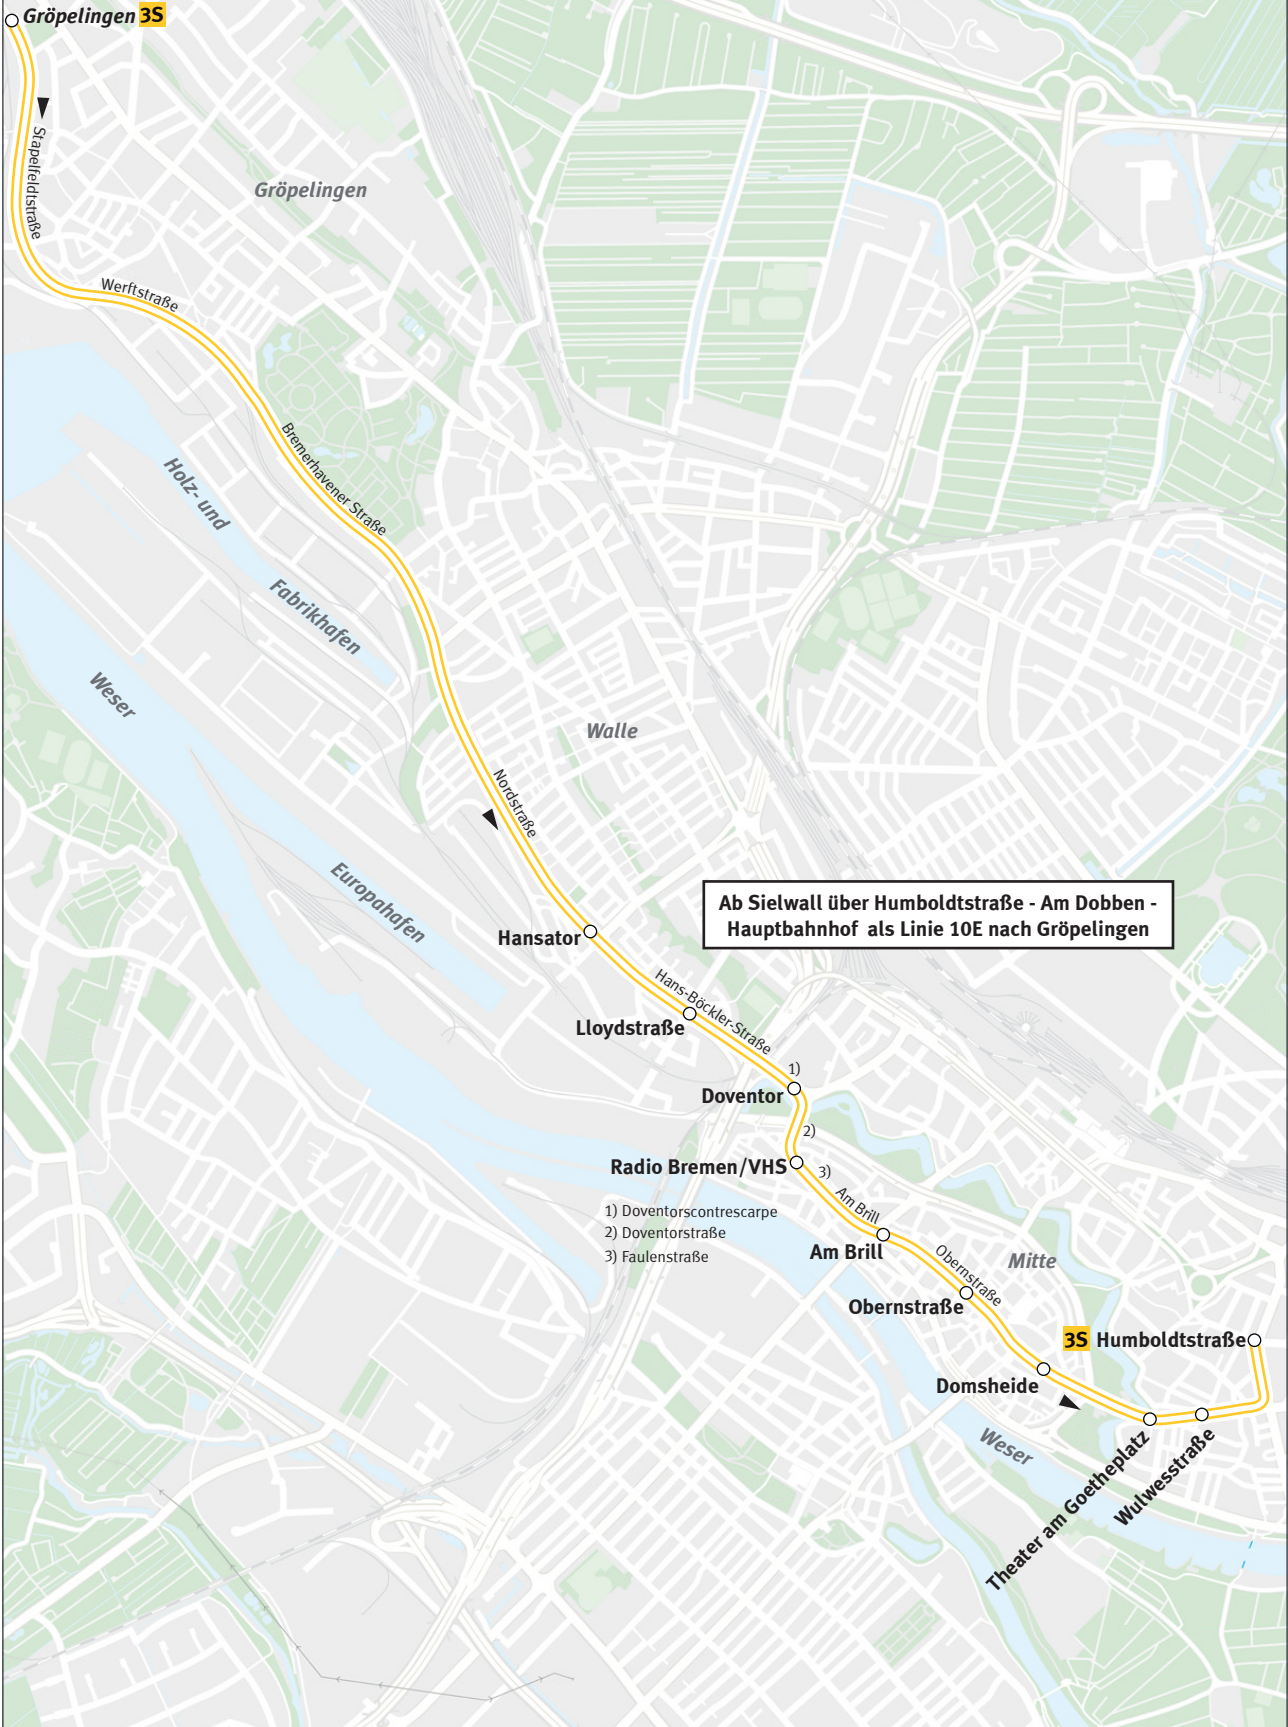 Gröpelingen 3S
Stapelfeldtstraße
Gröpelingen
Werftstraße
Bremerhavener Straße
Holz- und
Fabrikhafen
Weser
Walle
Nordstraße
Europahafen
Ab Sielwall über Humboldtstraße - Am Dobben -
Hauptbahnhof als Linie 10E nach Gröpelingen
Hansator
Hans-Böckler-Straße
Lloydstraße
1)
Doventor
2)
Radio Bremen/VHS
3)
Am Brill
1) Doventorscontrescarpe
2) Doventorstraße
3) Faulenstraße
Am Brill
Obernstraße
Mitte
Obernstraße
3S Humboldtstraße
Domsheide
Weser
Theater am Goetheplatz
Wulwesstraße